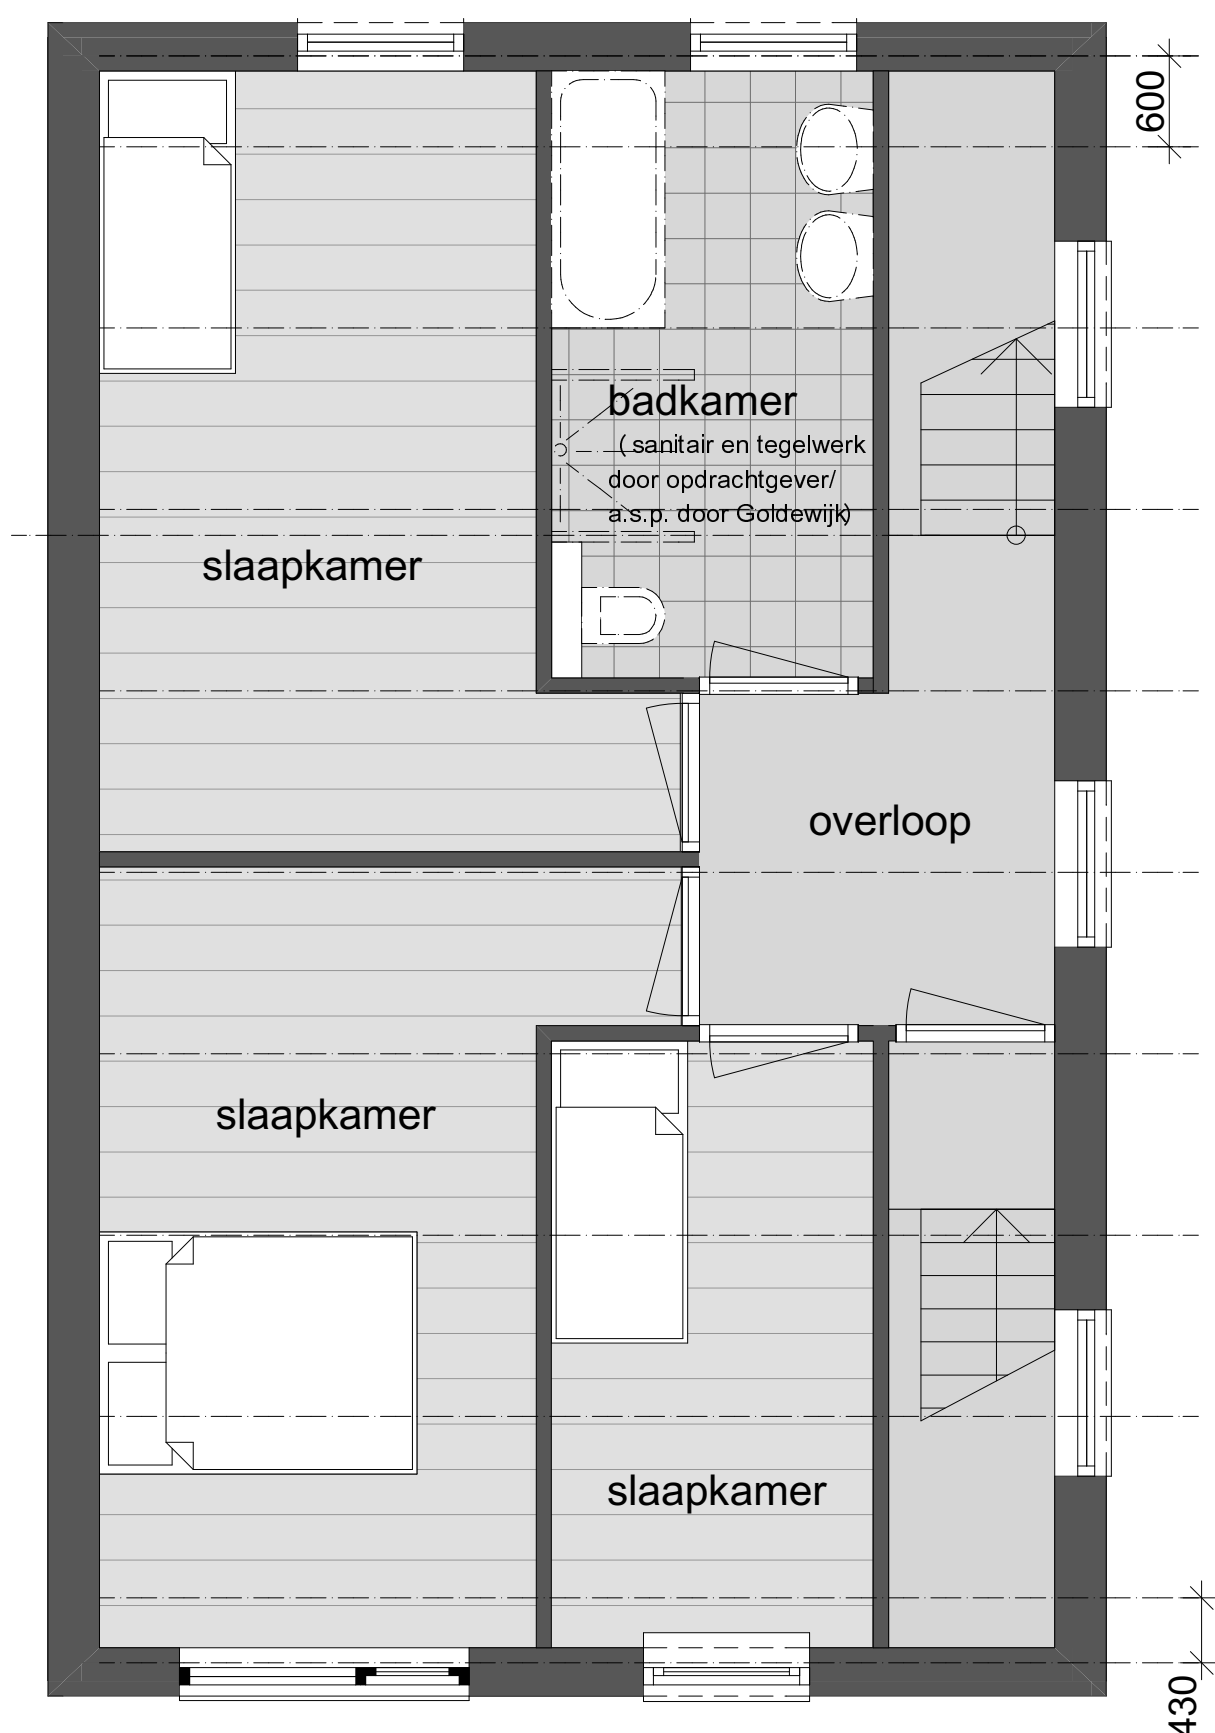 600
badkamer
( sanitair en tegelwerk
door opdrachtgever/
a.s.p. door Goldewijk)
slaapkamer
overloop
slaapkamer
slaapkamer
430